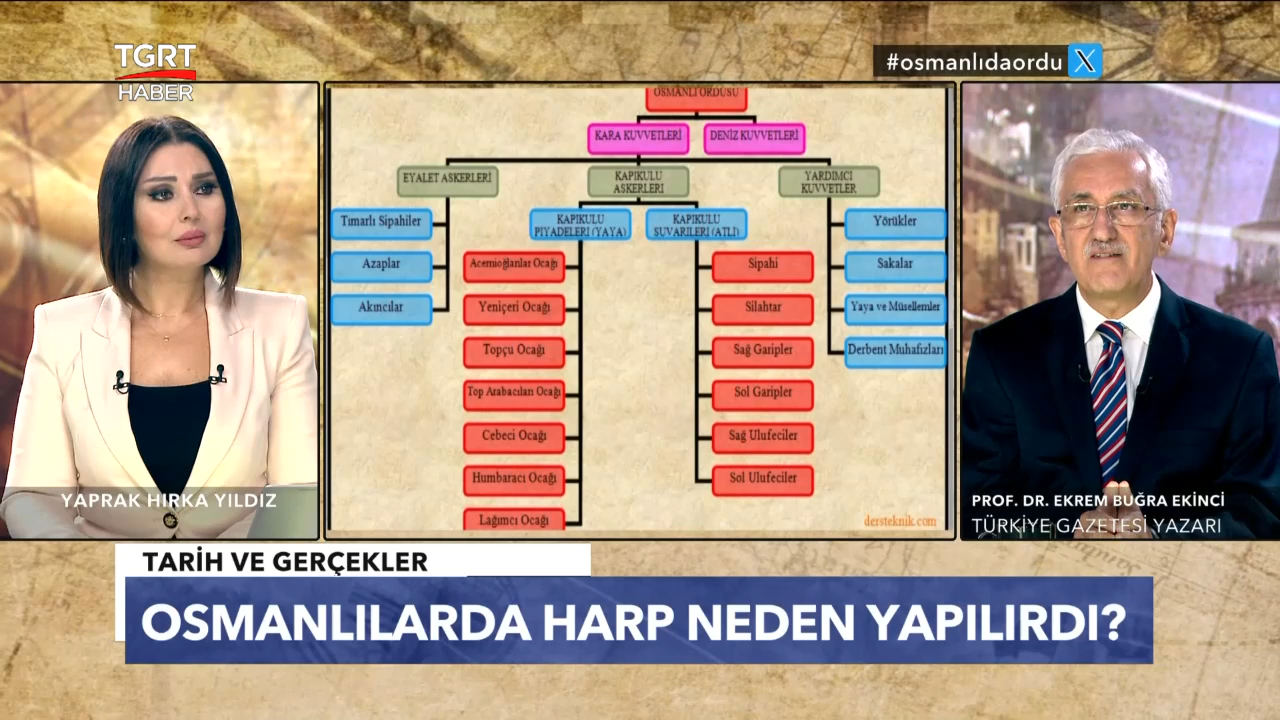 TGRT
HABER
#osmanlıdaordu
OSMANLI ORDUSU
KARA KUVVETLERİ
DENİZ KUVVETLERİ
EYALET ASKERLERİ
KAPIKULU
ASKERLERİ
YARDIMCI
KUVVETLER
Tımarlı Sipahiler
Azaplar
Akıncılar
KAPIKULU
PİYADELERİ (YAYA)
KAPIKULU
SUVARİLERİ (ATLI)
Acemioğlanlar Ocağı
Yeniçeri Ocağı
Topçu Ocağı
Top Arabacıları Ocağı
Cebeci Ocağı
Humbaracı Ocağı
Lağımcı Ocağı
Sipahi
Silahtar
Sağ Garipler
Sol Garipler
Sağ Ulufeciler
Sol Ulufeciler
Yörükler
Sakalar
Yaya ve Müsellemler
Derbent Muhafızları
dersteknik.com
YAPRAK HIRKA YILDIZ
PROF. DR. EKREM BUĞRA EKİNCİ
TÜRKİYE GAZETESİ YAZARI
TARİH VE GERÇEKLER
OSMANLILARDA HARP NEDEN YAPILIRDI?